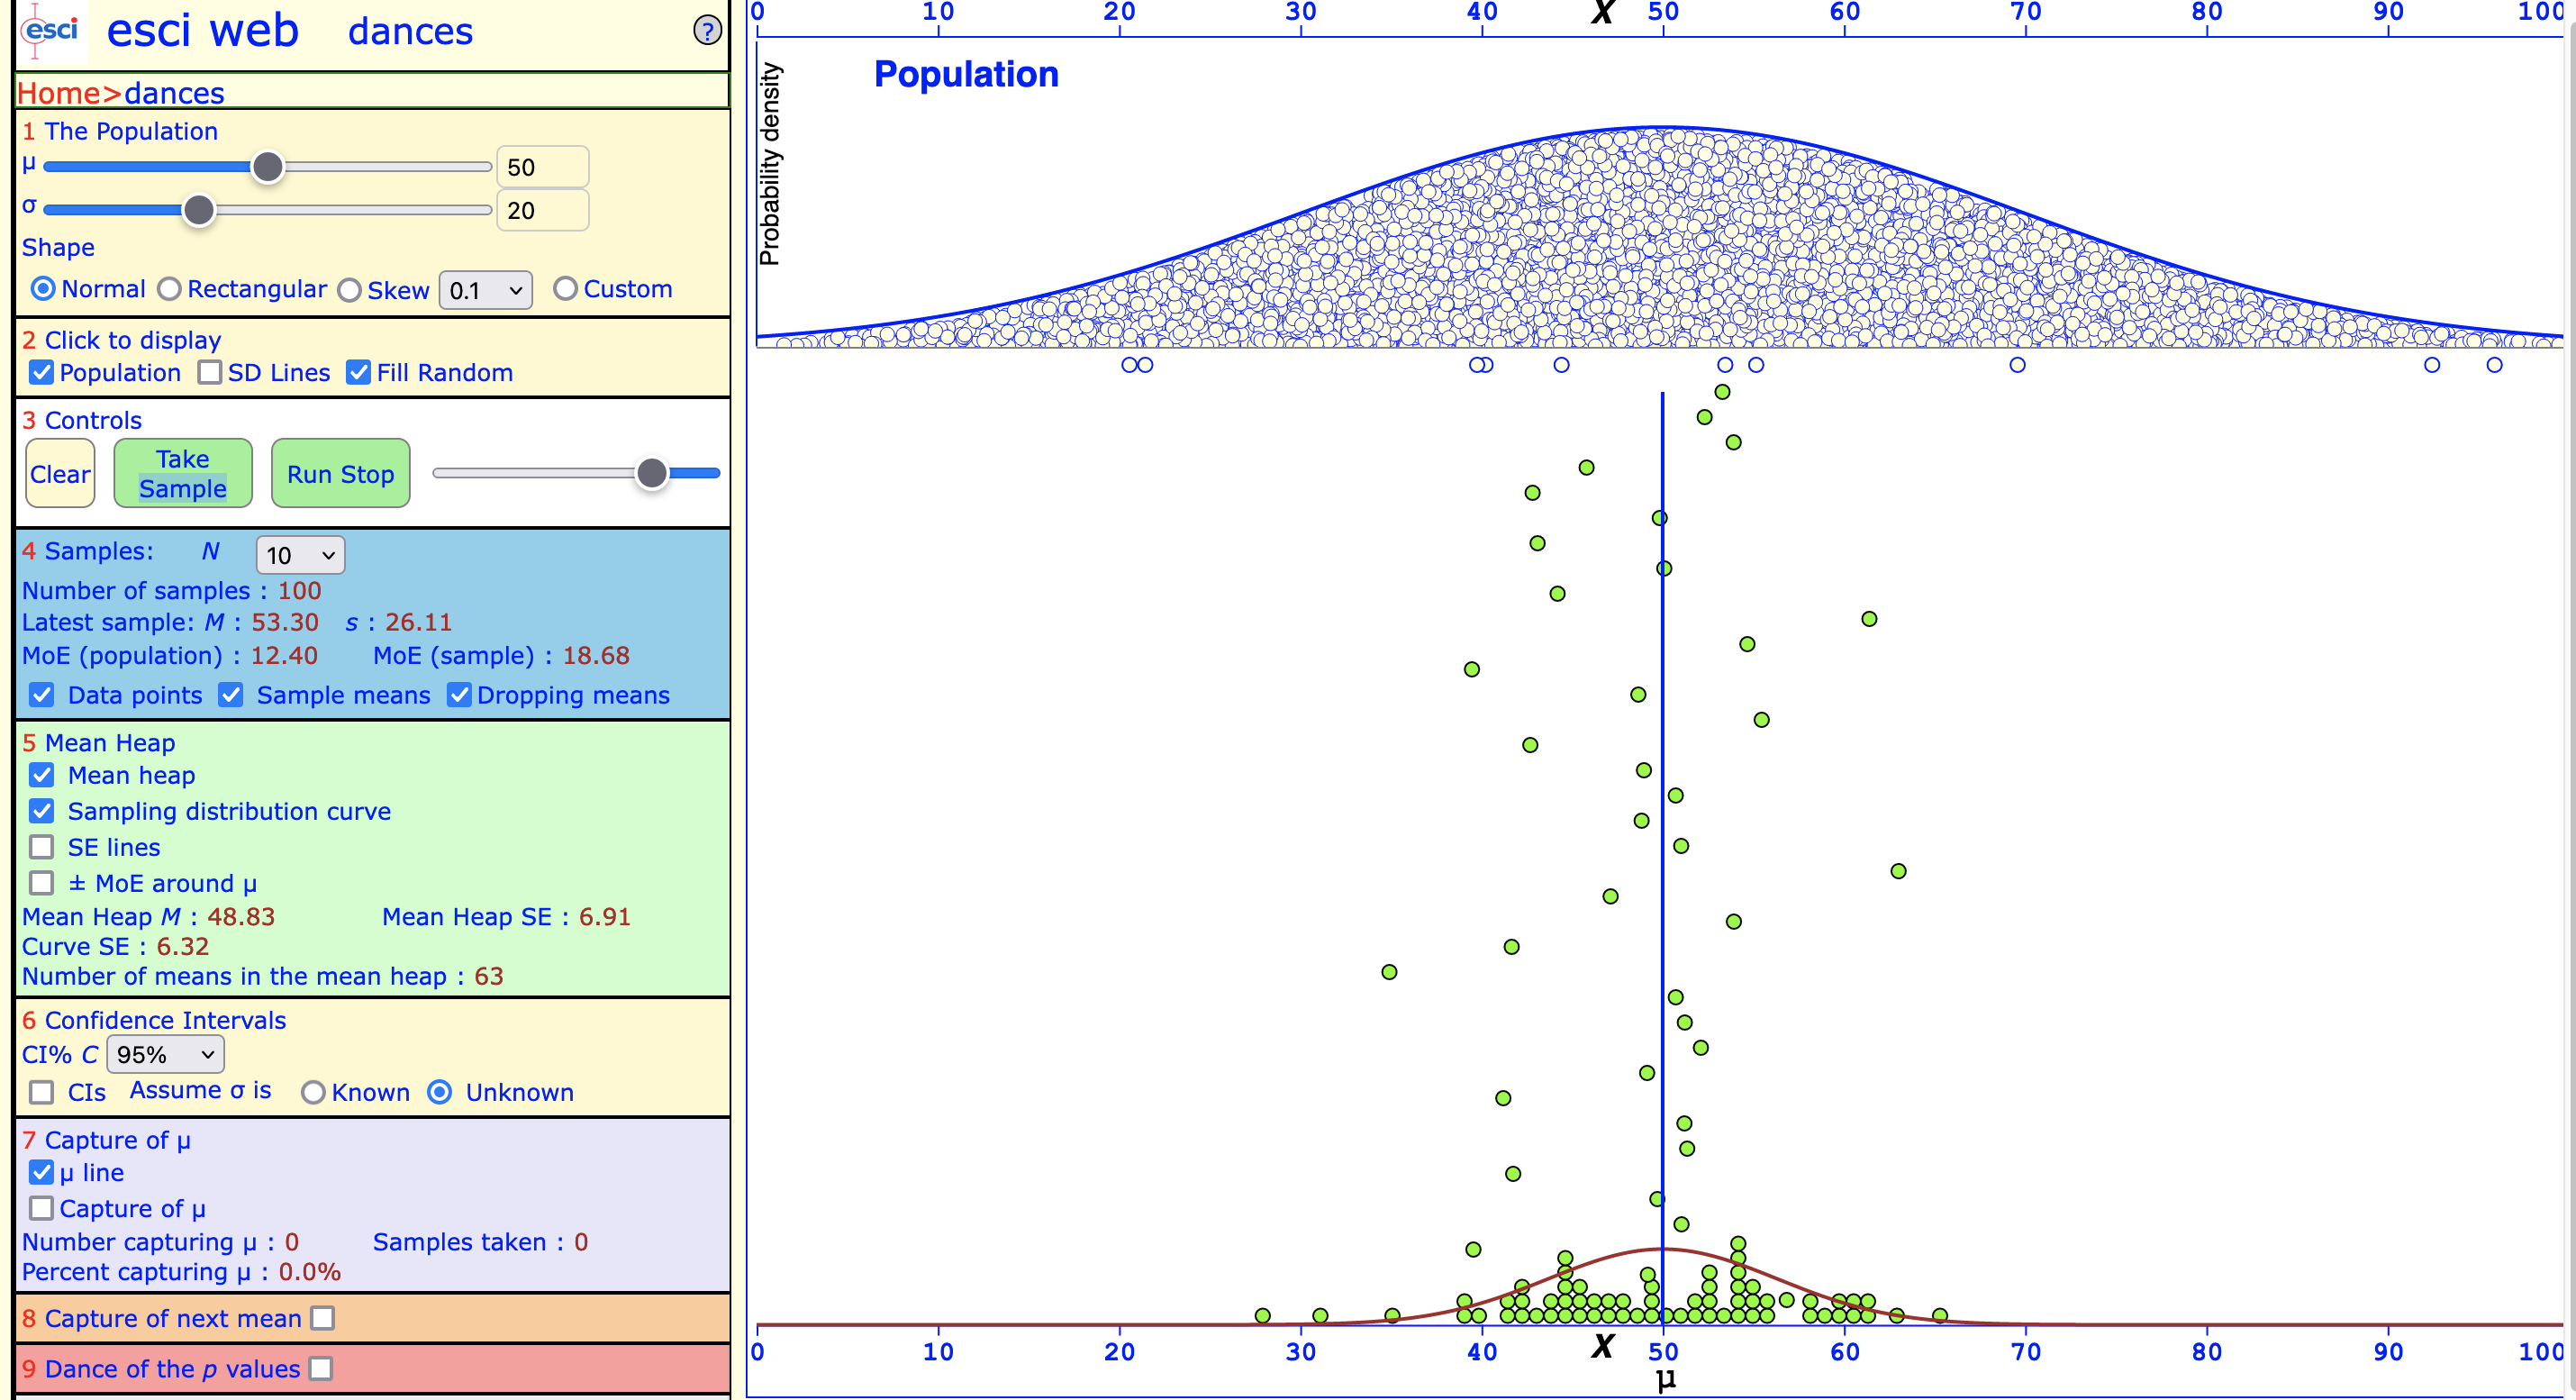 esci esci web dances ?
Home>dances
1 The Population
μ 50
σ 20
Shape
Normal Rectangular Skew 0.1 Custom
2 Click to display
Population SD Lines Fill Random
3 Controls
Clear Take Sample Run Stop
4 Samples: N 10
Number of samples : 100
Latest sample: M : 53.30 s : 26.11
MoE (population) : 12.40 MoE (sample) : 18.68
Data points Sample means Dropping means
5 Mean Heap
Mean heap
Sampling distribution curve
SE lines
± MoE around μ
Mean Heap M : 48.83 Mean Heap SE : 6.91
Curve SE : 6.32
Number of means in the mean heap : 63
6 Confidence Intervals
CI% C 95%
CIs Assume σ is Known Unknown
7 Capture of μ
μ line
Capture of μ
Number capturing μ : 0 Samples taken : 0
Percent capturing μ : 0.0%
8 Capture of next mean
9 Dance of the p values
0 10 20 30 40 X 50 60 70 80 90 100
Probability density
Population
0 10 20 30 40 X 50 60 70 80 90 100
μ